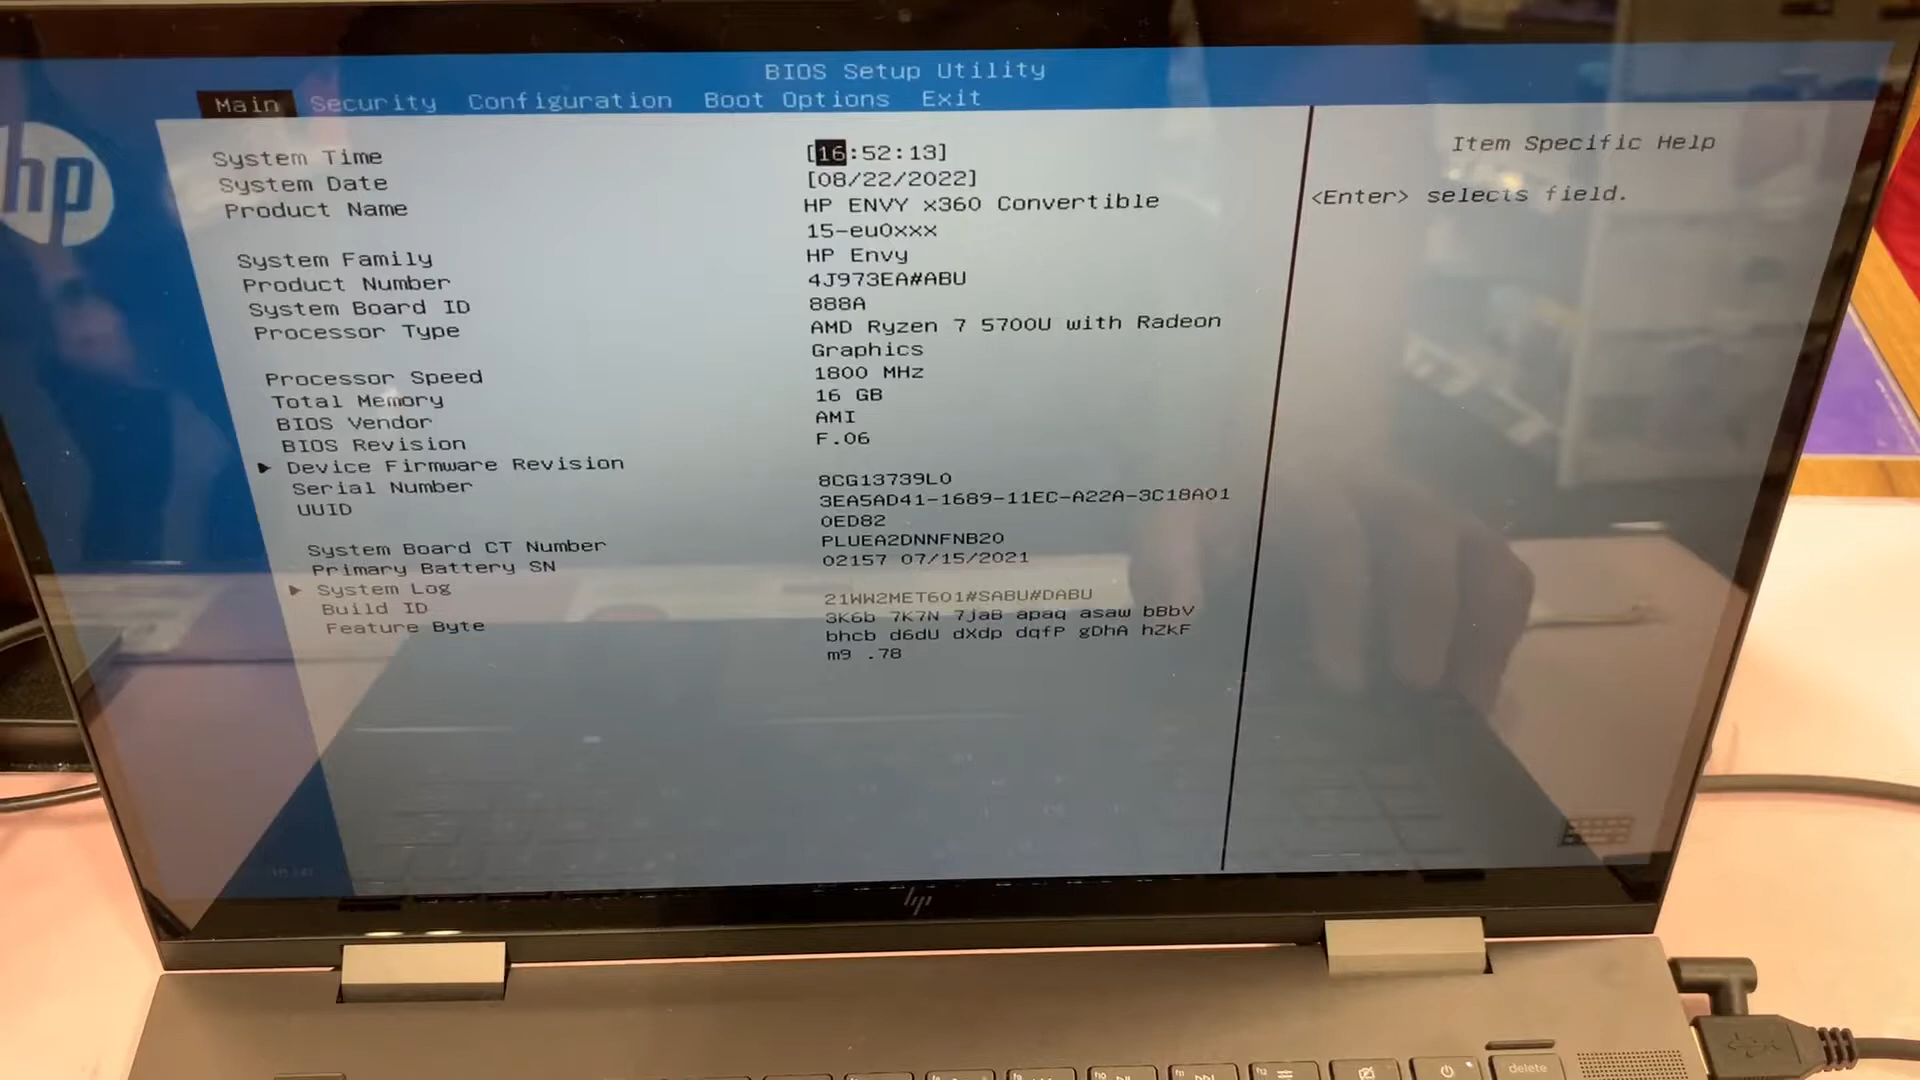 BIOS Setup Utility
Main Security Configuration Boot Options Exit
hp
System Time [16:52:13]
System Date [08/22/2022]
Product Name HP ENVY x360 Convertible
15-eu0xxx
System Family HP Envy
Product Number 4J973EA#ABU
System Board ID 888A
Processor Type AMD Ryzen 7 5700U with Radeon
Graphics
Processor Speed 1800 MHz
Total Memory 16 GB
BIOS Vendor AMI
BIOS Revision F.06
Device Firmware Revision
Serial Number 8CG13739L0
UUID 3EA5AD41-1689-11EC-A22A-3C18A01
0ED82
System Board CT Number PLUEA2DNNFNB20
Primary Battery SN 02157 07/15/2021
System Log
Build ID 21WW2MET601#SABU#DABU
Feature Byte 3K6b 7K7N 7jaB apaq asaw bBbV
bhcb d6dU dXdp dqfP gDhA hZkF
m9 .78
Item Specific Help
<Enter> selects field.
hp
delete